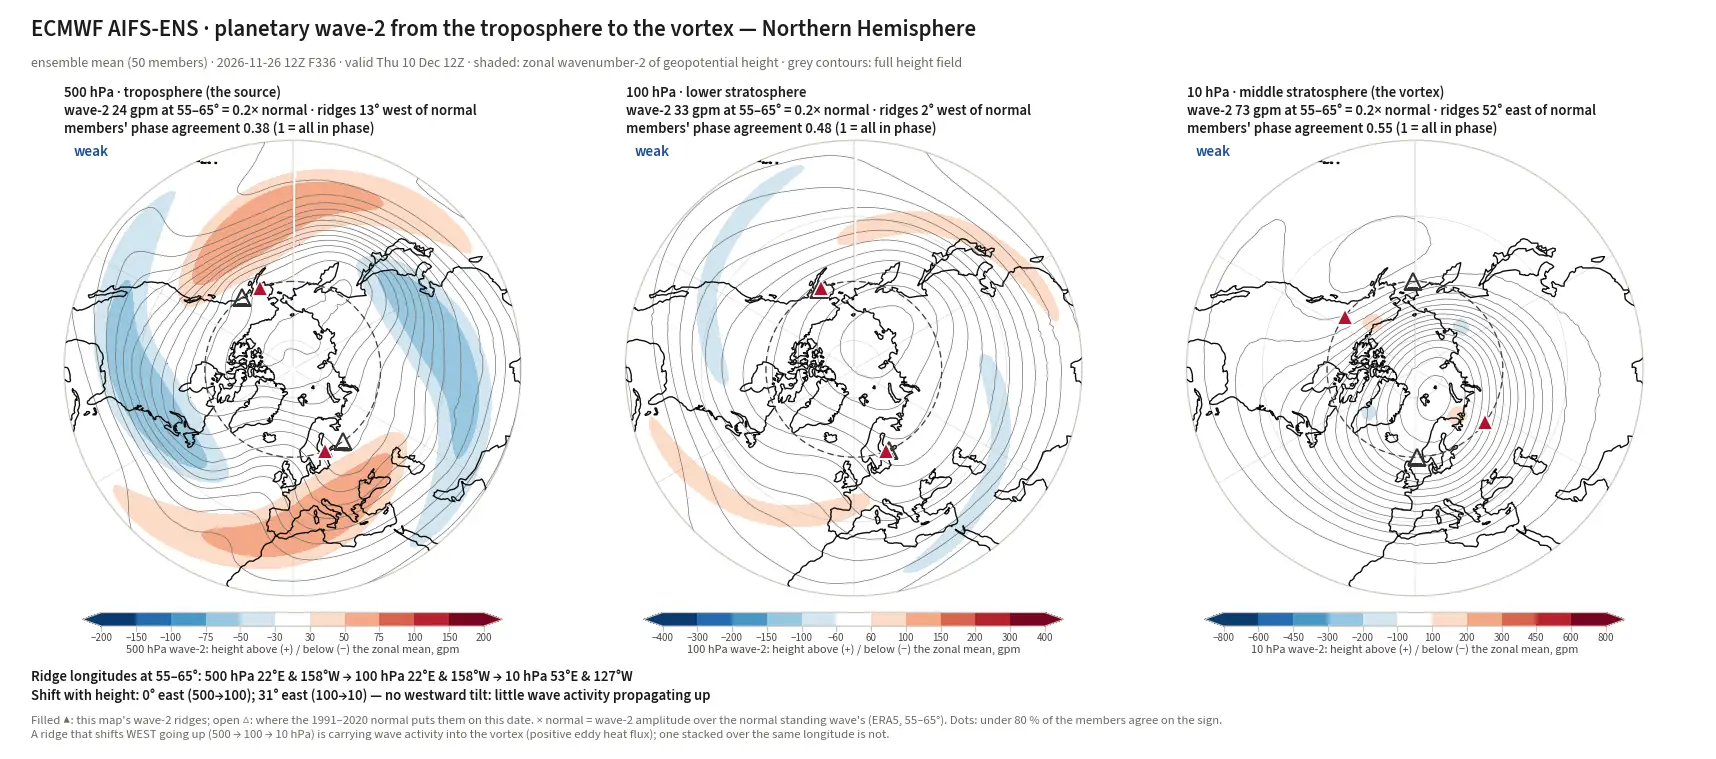 ECMWF AIFS-ENS · planetary wave-2 from the troposphere to the vortex — Northern Hemisphere
ensemble mean (50 members) · 2026-11-26 12Z F336 · valid Thu 10 Dec 12Z · shaded: zonal wavenumber-2 of geopotential height · grey contours: full height field
500 hPa · troposphere (the source)
wave-2 24 gpm at 55–65° = 0.2× normal · ridges 13° west of normal
members' phase agreement 0.38 (1 = all in phase)
weak
100 hPa · lower stratosphere
wave-2 33 gpm at 55–65° = 0.2× normal · ridges 2° west of normal
members' phase agreement 0.48 (1 = all in phase)
weak
10 hPa · middle stratosphere (the vortex)
wave-2 73 gpm at 55–65° = 0.2× normal · ridges 52° east of normal
members' phase agreement 0.55 (1 = all in phase)
weak
−200 −150 −100 −75 −50 −30 30 50 75 100 150 200
500 hPa wave-2: height above (+) / below (−) the zonal mean, gpm
−400 −300 −200 −150 −100 −60 60 100 150 200 300 400
100 hPa wave-2: height above (+) / below (−) the zonal mean, gpm
−800 −600 −450 −300 −200 −100 100 200 300 450 600 800
10 hPa wave-2: height above (+) / below (−) the zonal mean, gpm
Ridge longitudes at 55–65°: 500 hPa 22°E & 158°W → 100 hPa 22°E & 158°W → 10 hPa 53°E & 127°W
Shift with height: 0° east (500→100); 31° east (100→10) — no westward tilt: little wave activity propagating up
Filled ▲: this map's wave-2 ridges; open △: where the 1991–2020 normal puts them on this date. × normal = wave-2 amplitude over the normal standing wave's (ERA5, 55–65°). Dots: under 80 % of the members agree on the sign.
A ridge that shifts WEST going up (500 → 100 → 10 hPa) is carrying wave activity into the vortex (positive eddy heat flux); one stacked over the same longitude is not.